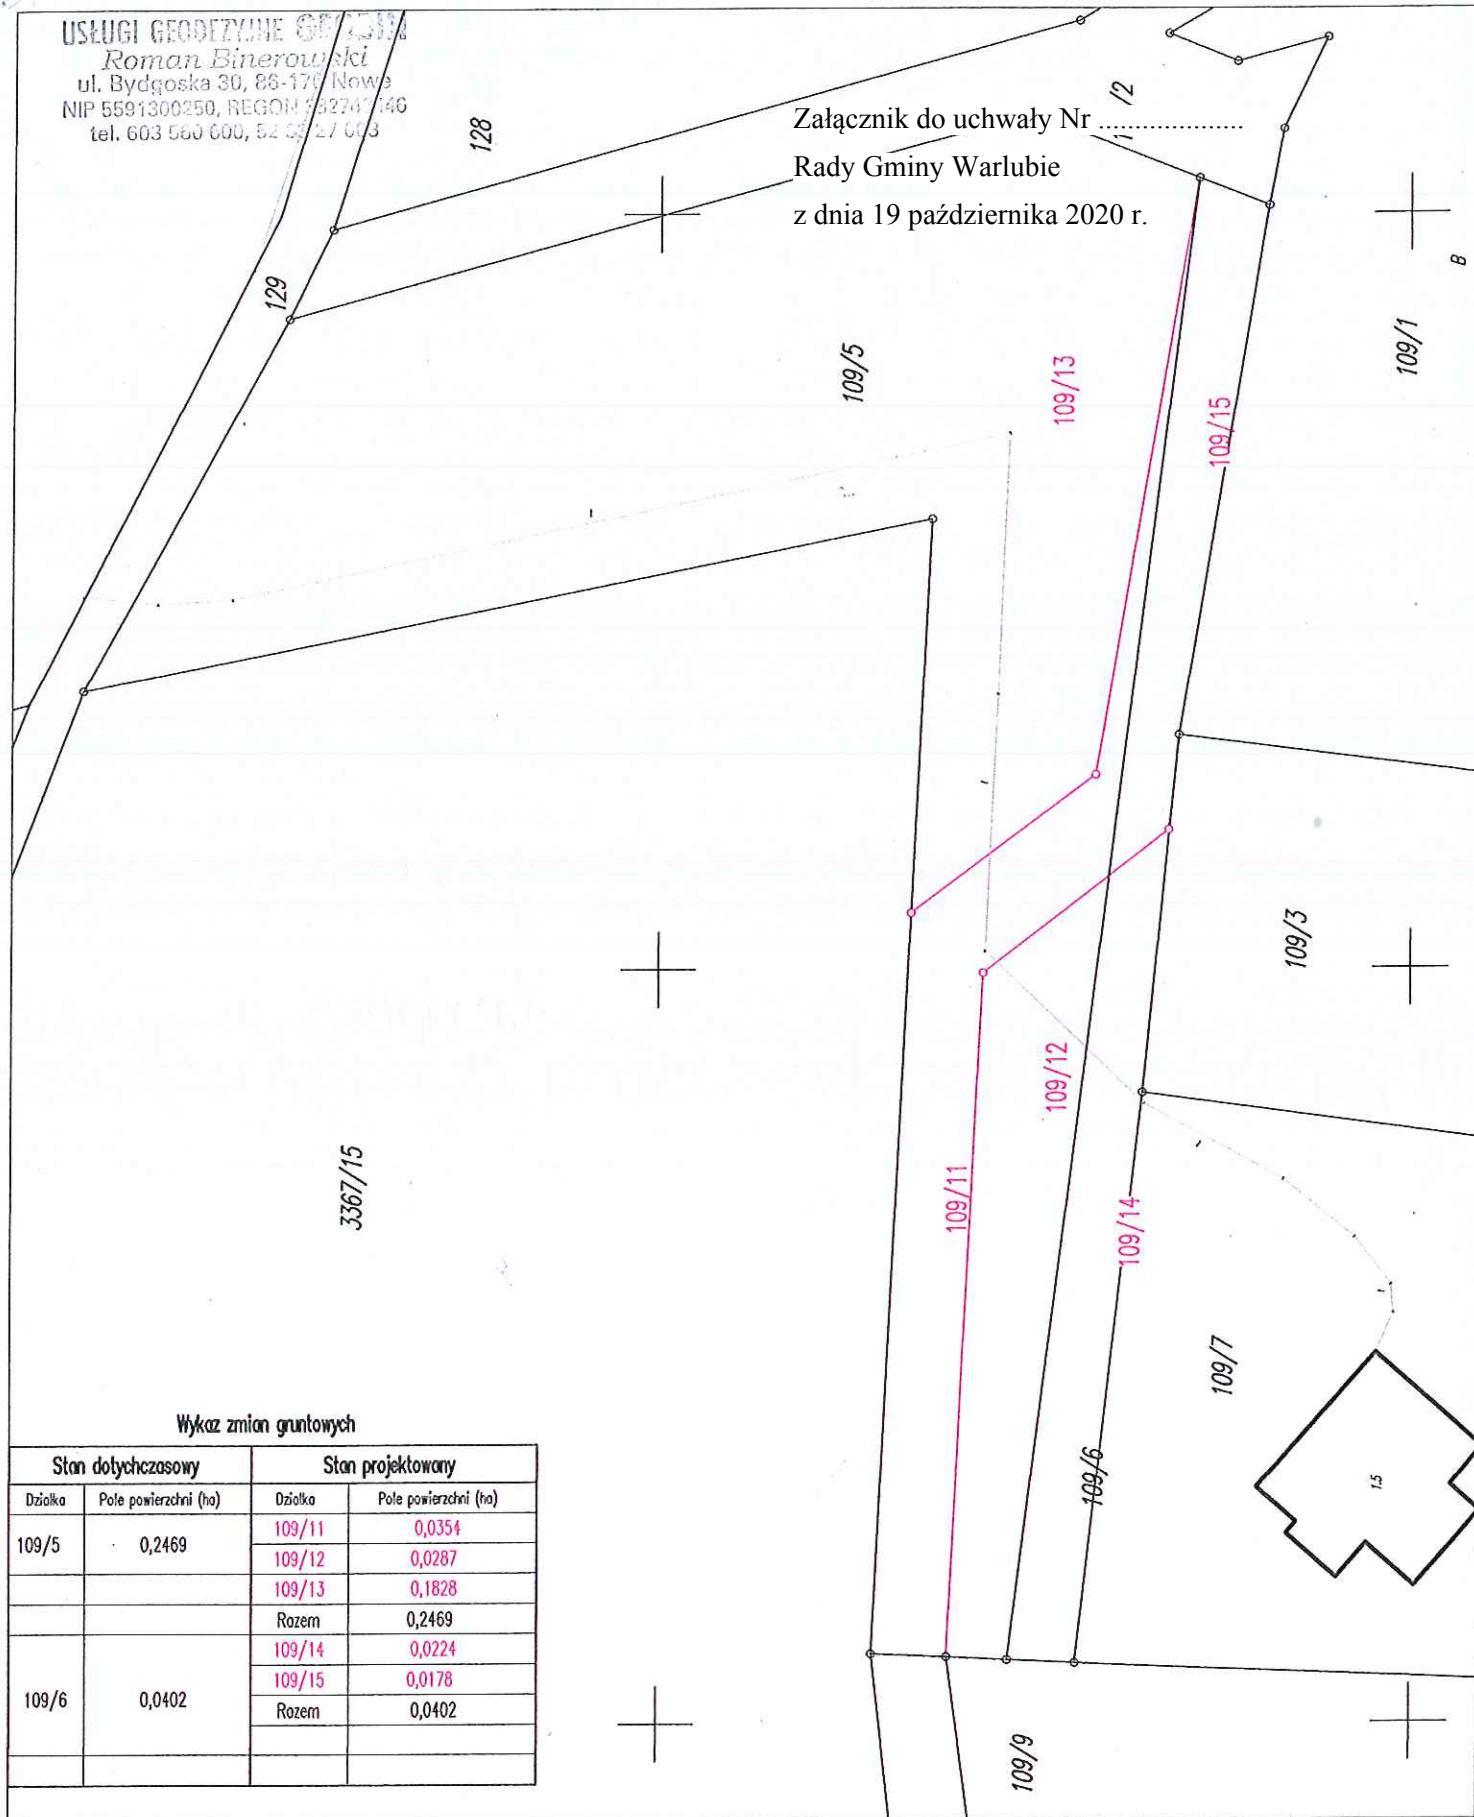 USŁUGI GEODEZYJNE
Roman Binerowski
ul. Bydgoska 30, 86-170 Nowe
NIP 5591300250, REGON
tel. 603 560 600,
Załącznik do uchwały Nr ...................
Rady Gminy Warlubie
z dnia 19 października 2020 r.
128
/2
129
B
109/5
109/13
109/15
109/1
109/3
109/12
3367/15
109/11
109/14
109/7
109/6
15
109/9
Wykaz zmian gruntowych
Stan dotychczasowy Stan projektowany
Działka Pole powierzchni (ha) Działka Pole powierzchni (ha)
109/5 0,2469 109/11 0,0354
109/12 0,0287
109/13 0,1828
Razem 0,2469
109/6 0,0402 109/14 0,0224
109/15 0,0178
Razem 0,0402